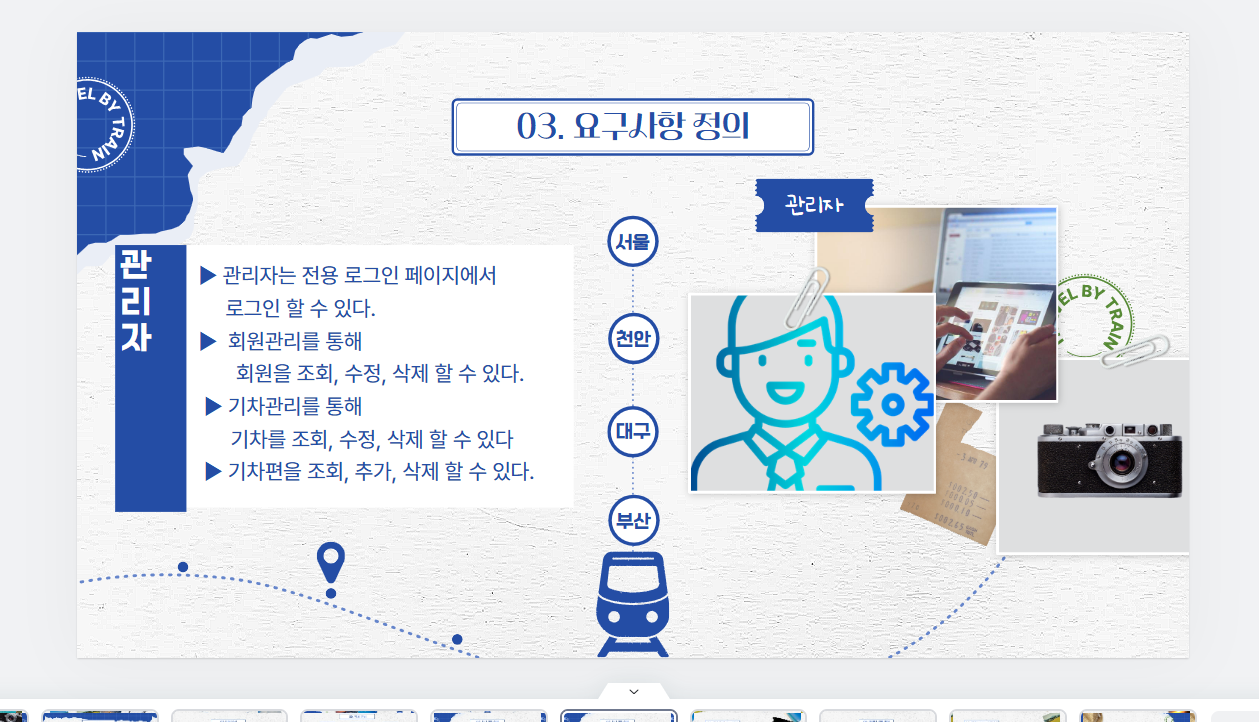 EL BY TRAIN
03. 요구사항 정의
관리자
관리자
▶ 관리자는 전용 로그인 페이지에서
로그인 할 수 있다.
▶ 회원관리를 통해
회원을 조회, 수정, 삭제 할 수 있다.
▶ 기차관리를 통해
기차를 조회, 수정, 삭제 할 수 있다
▶ 기차편을 조회, 추가, 삭제 할 수 있다.
서울
천안
대구
부산
EL BY TRAIN